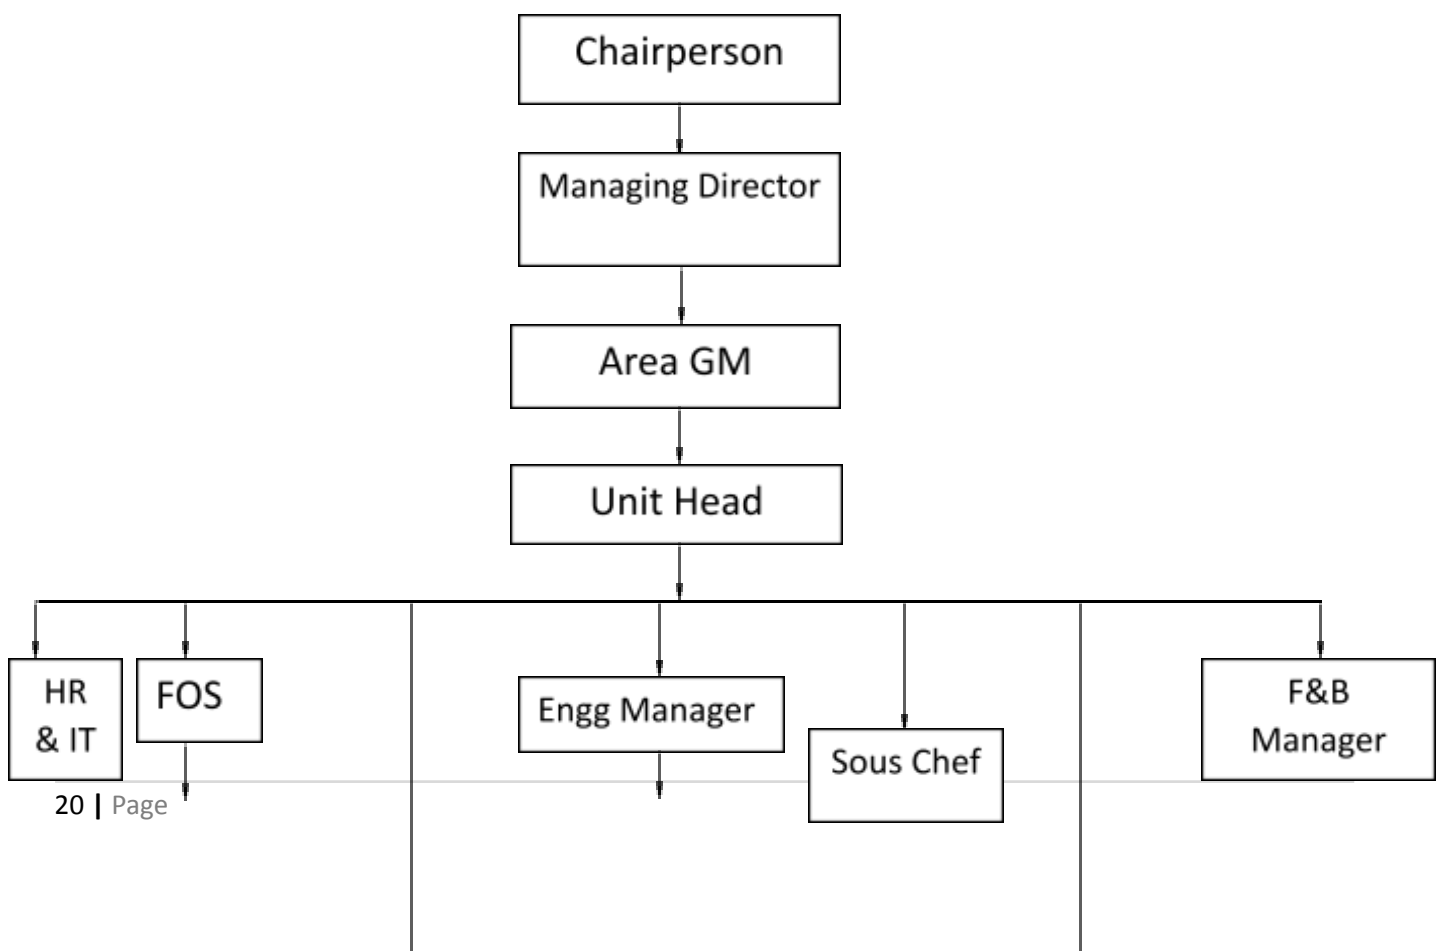 Chairperson
Managing Director
Area GM
Unit Head
HR
& IT
FOS
Engg Manager
Sous Chef
F&B
Manager
20 | Page